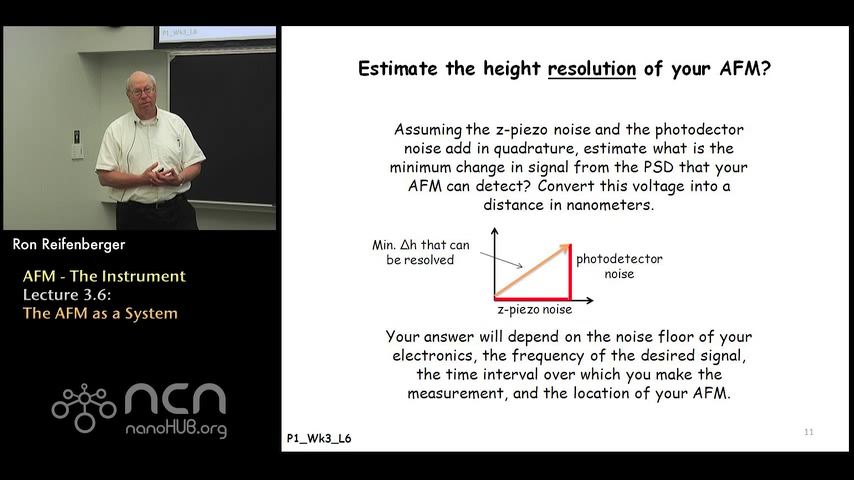 P1_Wk3_L6
Ron Reifenberger
AFM - The Instrument
Lecture 3.6:
The AFM as a System
ncn
nanoHUB.org
Estimate the height resolution of your AFM?
Assuming the z-piezo noise and the photodector
noise add in quadrature, estimate what is the
minimum change in signal from the PSD that your
AFM can detect? Convert this voltage into a
distance in nanometers.
Min. Δh that can
be resolved
photodetector
noise
z-piezo noise
Your answer will depend on the noise floor of your
electronics, the frequency of the desired signal,
the time interval over which you make the
measurement, and the location of your AFM.
P1_Wk3_L6
11